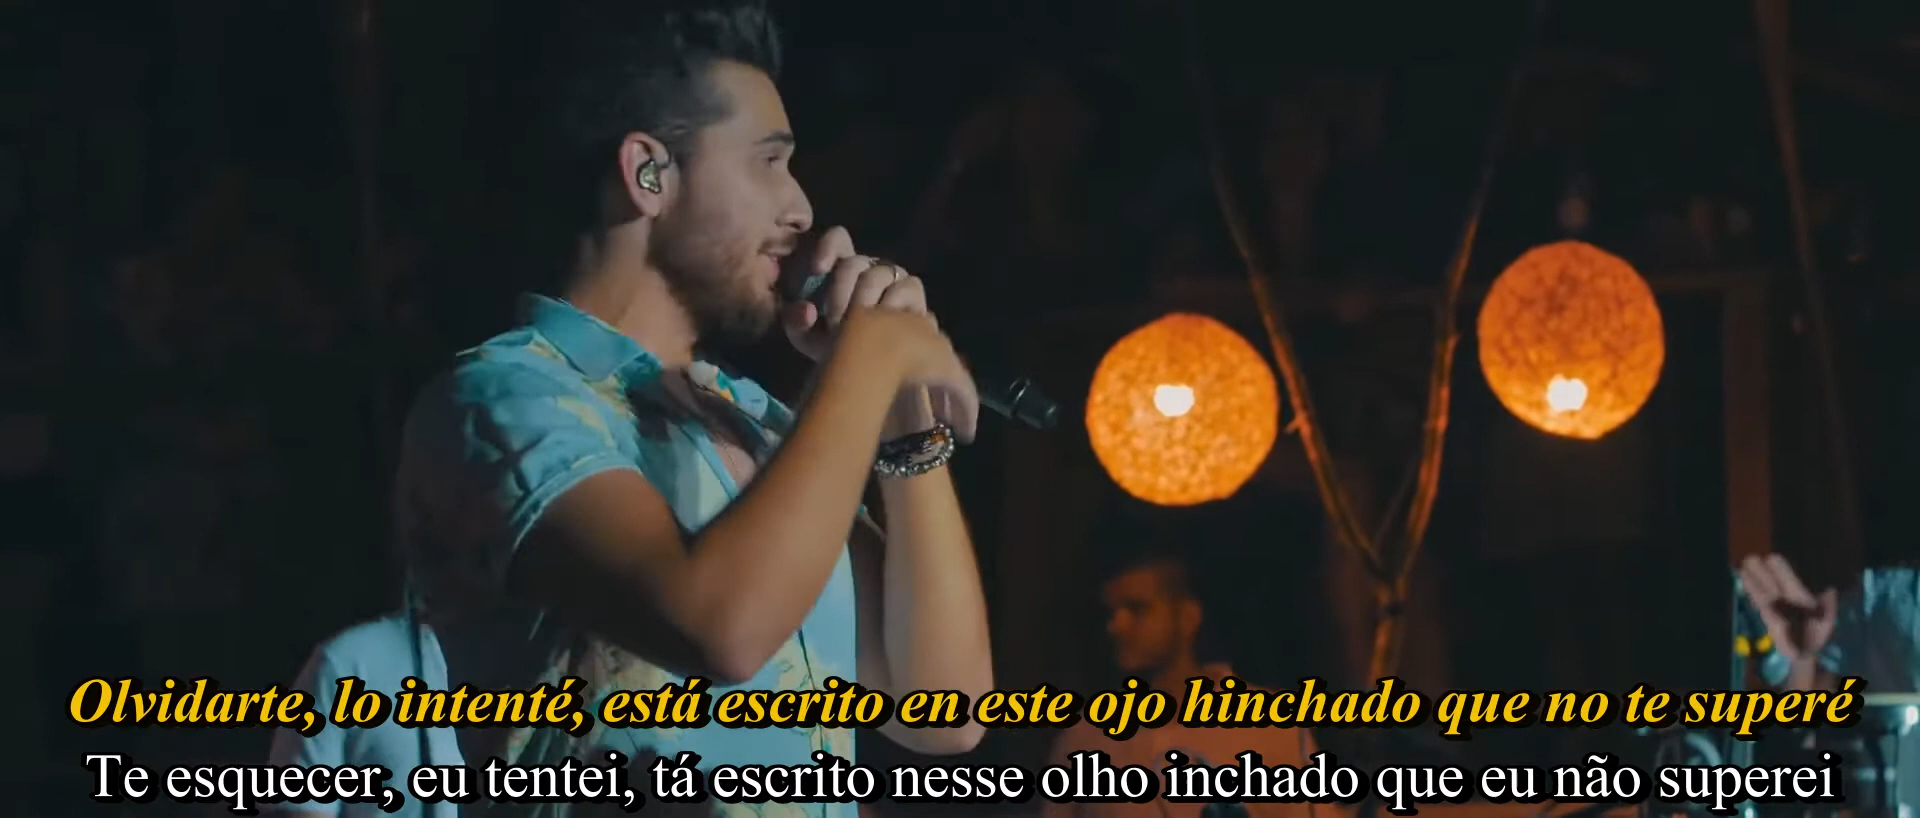 Olvidarte, lo intenté, está escrito en este ojo hinchado que no te superé
Te esquecer, eu tentei, tá escrito nesse olho inchado que eu não superei